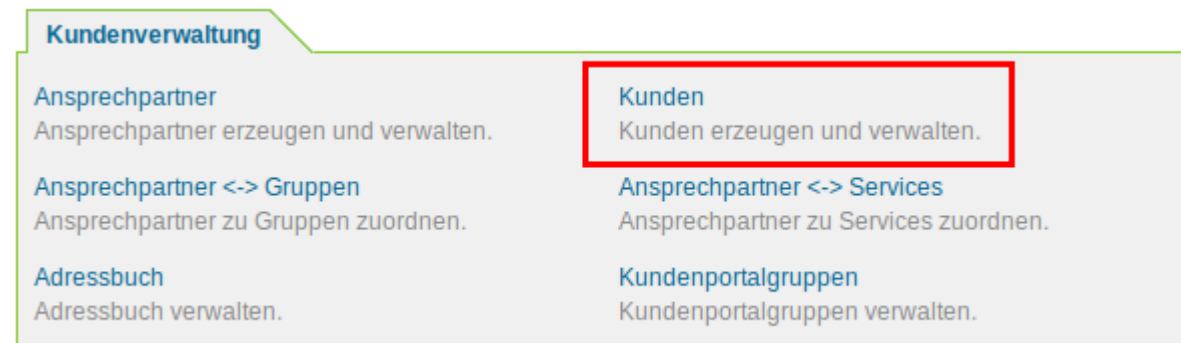 Kundenverwaltung
Ansprechpartner
Ansprechpartner erzeugen und verwalten.
Kunden
Kunden erzeugen und verwalten.
Ansprechpartner <-> Gruppen
Ansprechpartner zu Gruppen zuordnen.
Ansprechpartner <-> Services
Ansprechpartner zu Services zuordnen.
Adressbuch
Adressbuch verwalten.
Kundenportalgruppen
Kundenportalgruppen verwalten.